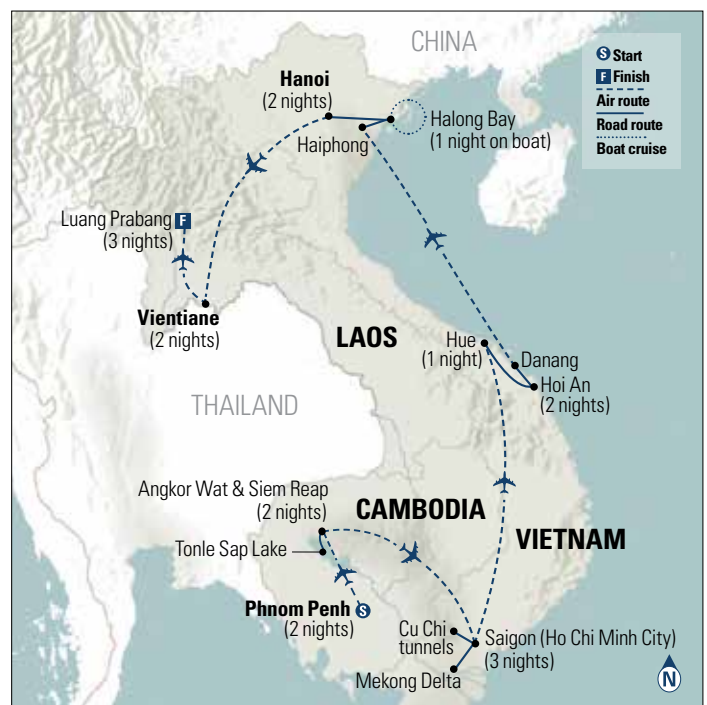 CHINA
S Start
F Finish
Air route
Road route
Boat cruise
Hanoi
(2 nights)
Halong Bay
(1 night on boat)
Haiphong
Luang Prabang F
(3 nights)
Vientiane
(2 nights)
LAOS
Hue
(1 night)
Danang
Hoi An
(2 nights)
THAILAND
Angkor Wat & Siem Reap
(2 nights)
CAMBODIA
VIETNAM
Tonle Sap Lake
Phnom Penh S
(2 nights)
Cu Chi
tunnels
Saigon (Ho Chi Minh City)
(3 nights)
Mekong Delta
N